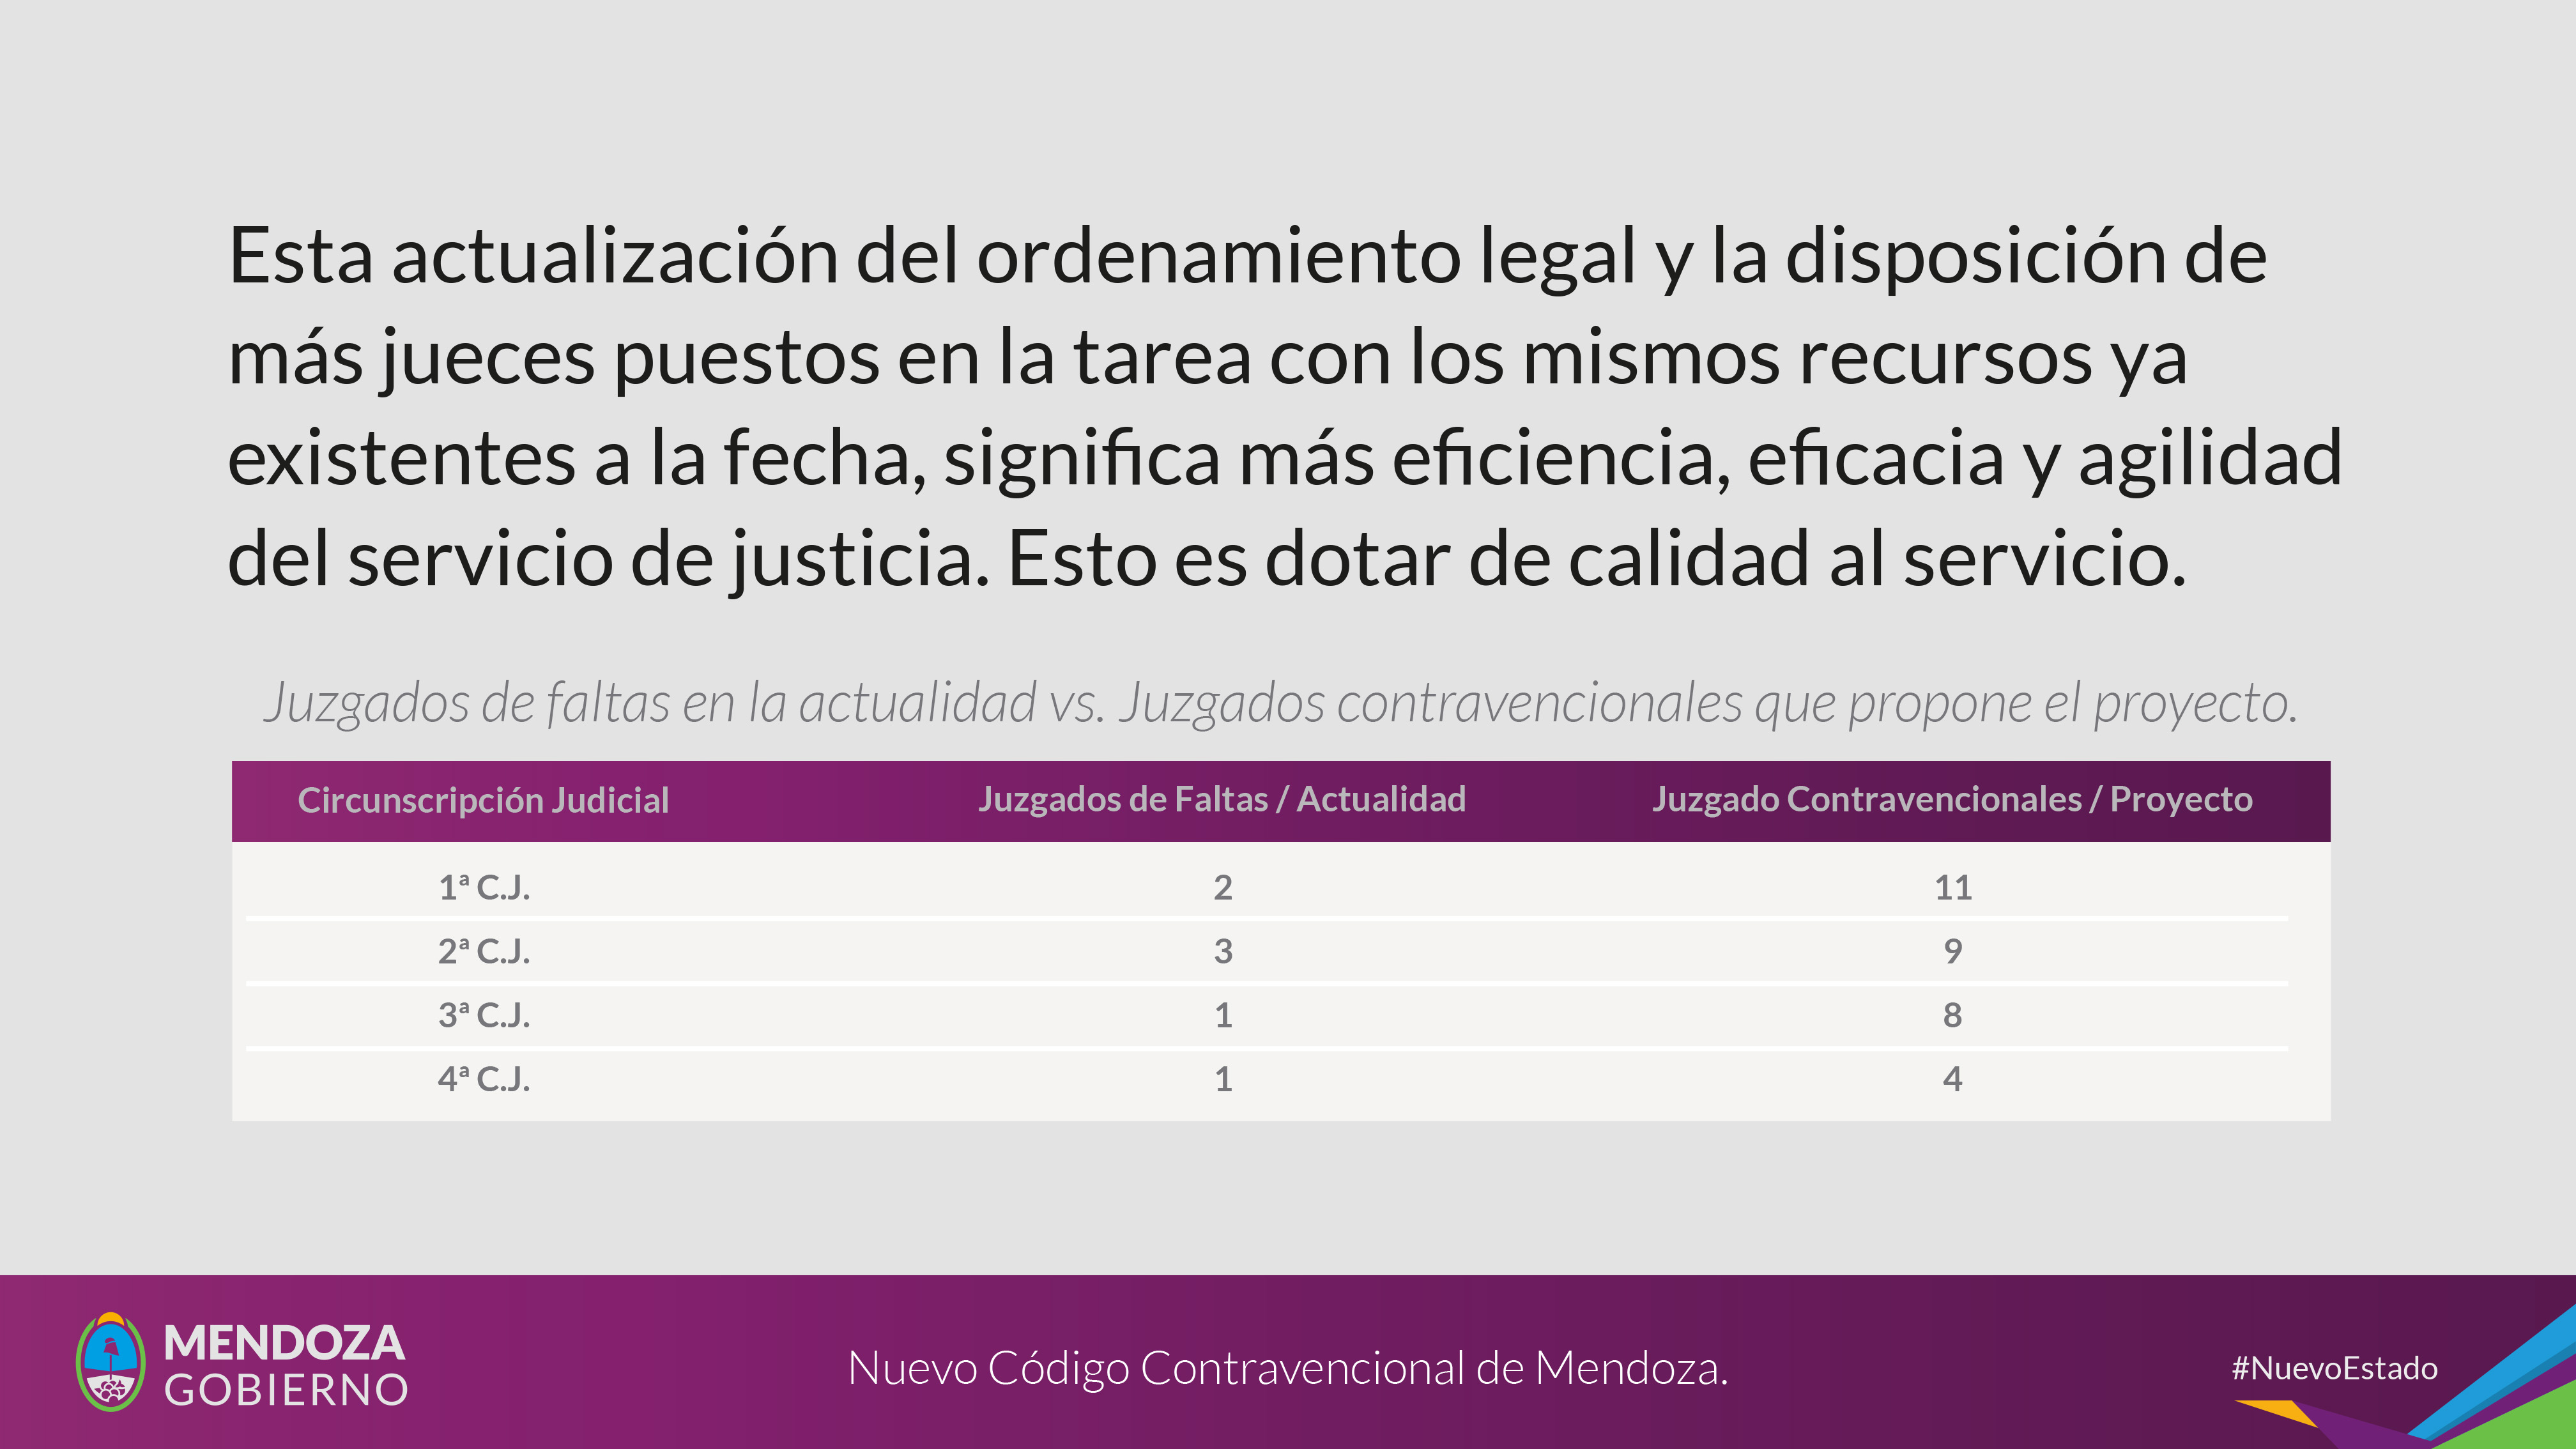 Esta actualización del ordenamiento legal y la disposición de
más jueces puestos en la tarea con los mismos recursos ya
existentes a la fecha, significa más eficiencia, eficacia y agilidad
del servicio de justicia. Esto es dotar de calidad al servicio.
Juzgados de faltas en la actualidad vs. Juzgados contravencionales que propone el proyecto.
Circunscripción Judicial Juzgados de Faltas / Actualidad Juzgado Contravencionales / Proyecto
1ª C.J. 2 11
2ª C.J. 3 9
3ª C.J. 1 8
4ª C.J. 1 4
MENDOZA
GOBIERNO
Nuevo Código Contravencional de Mendoza.
#NuevoEstado